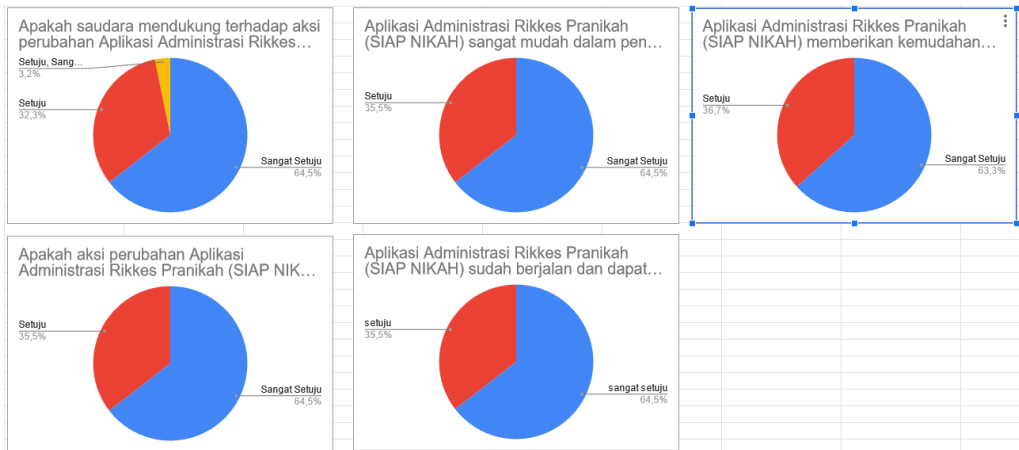 Apakah saudara mendukung terhadap aksi
perubahan Aplikasi Administrasi Rikkes...
Setuju, Sang...
3,2%
Setuju
32,3%
Sangat Setuju
64,5%
Aplikasi Administrasi Rikkes Pranikah
(SIAP NIKAH) sangat mudah dalam pen...
Setuju
35,5%
Sangat Setuju
64,5%
Aplikasi Administrasi Rikkes Pranikah
(SIAP NIKAH) memberikan kemudahan...
Setuju
36,7%
Sangat Setuju
63,3%
Apakah aksi perubahan Aplikasi
Administrasi Rikkes Pranikah (SIAP NIK...
Setuju
35,5%
Sangat Setuju
64,5%
Aplikasi Administrasi Rikkes Pranikah
(SIAP NIKAH) sudah berjalan dan dapat...
setuju
35,5%
sangat setuju
64,5%